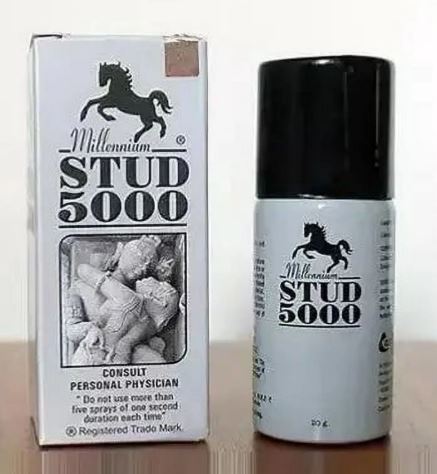 Millennium ®
STUD
5000
CONSULT
PERSONAL PHYSICIAN
" Do not use more than
five sprays of one second
duration each time"
® Registered Trade Mark.
Millennium
STUD
5000
20 g.